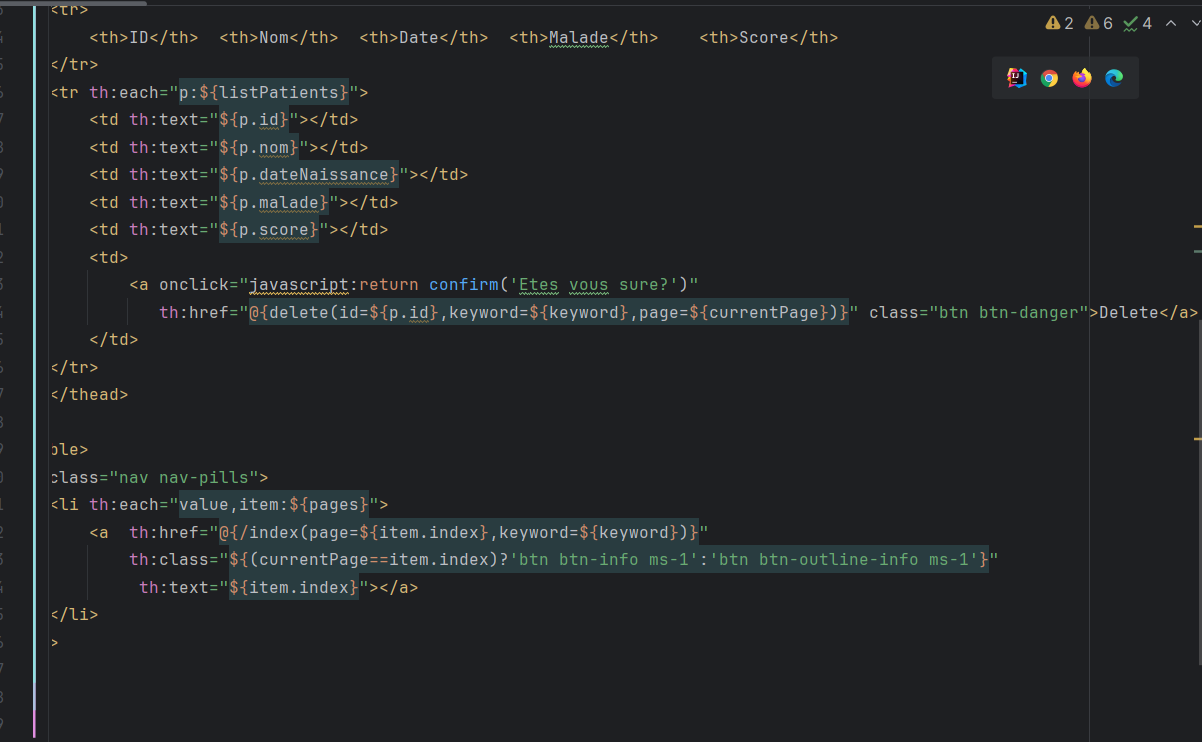 <tr>
2 6 4
<th>ID</th> <th>Nom</th> <th>Date</th> <th>Malade</th> <th>Score</th>
</tr>
<tr th:each="p:${listPatients}">
<td th:text="${p.id}"></td>
<td th:text="${p.nom}"></td>
<td th:text="${p.dateNaissance}"></td>
<td th:text="${p.malade}"></td>
<td th:text="${p.score}"></td>
<td>
<a onclick="javascript:return confirm('Etes vous sure?')"
th:href="@{delete(id=${p.id},keyword=${keyword},page=${currentPage})}" class="btn btn-danger">Delete</a>
</td>
</tr>
</thead>
ble>
class="nav nav-pills">
<li th:each="value,item:${pages}">
<a th:href="@{/index(page=${item.index},keyword=${keyword})}"
th:class="${(currentPage==item.index)?'btn btn-info ms-1':'btn btn-outline-info ms-1'}"
th:text="${item.index}"></a>
</li>
>